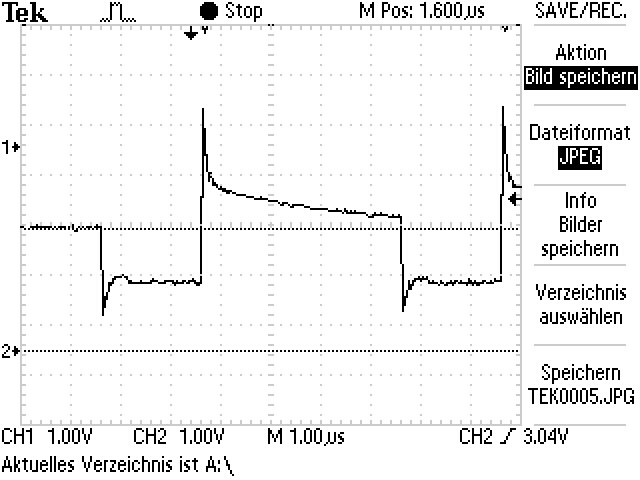 Tek Stop M Pos: 1.600µs SAVE/REC.
Aktion
Bild speichern
Dateiformat
JPEG
Info
Bilder
speichern
Verzeichnis
auswählen
Speichern
TEK0005.JPG
1
2
CH1 1.00V CH2 1.00V M 1.00µs CH2 3.04V
Aktuelles Verzeichnis ist A:\